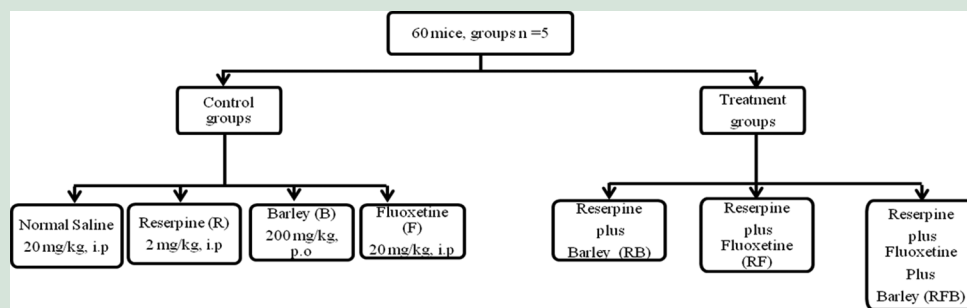 60 mice, groups n =5
Control
groups
Treatment
groups
Normal Saline
20 mg/kg, i.p
Reserpine (R)
2 mg/kg, i.p
Barley (B)
200 mg/kg,
p.o
Fluoxetine
(F)
20 mg/kg, i.p
Reserpine
plus
Barley (RB)
Reserpine
plus
Fluoxetine
(RF)
Reserpine
plus
Fluoxetine
Plus
Barley (RFB)